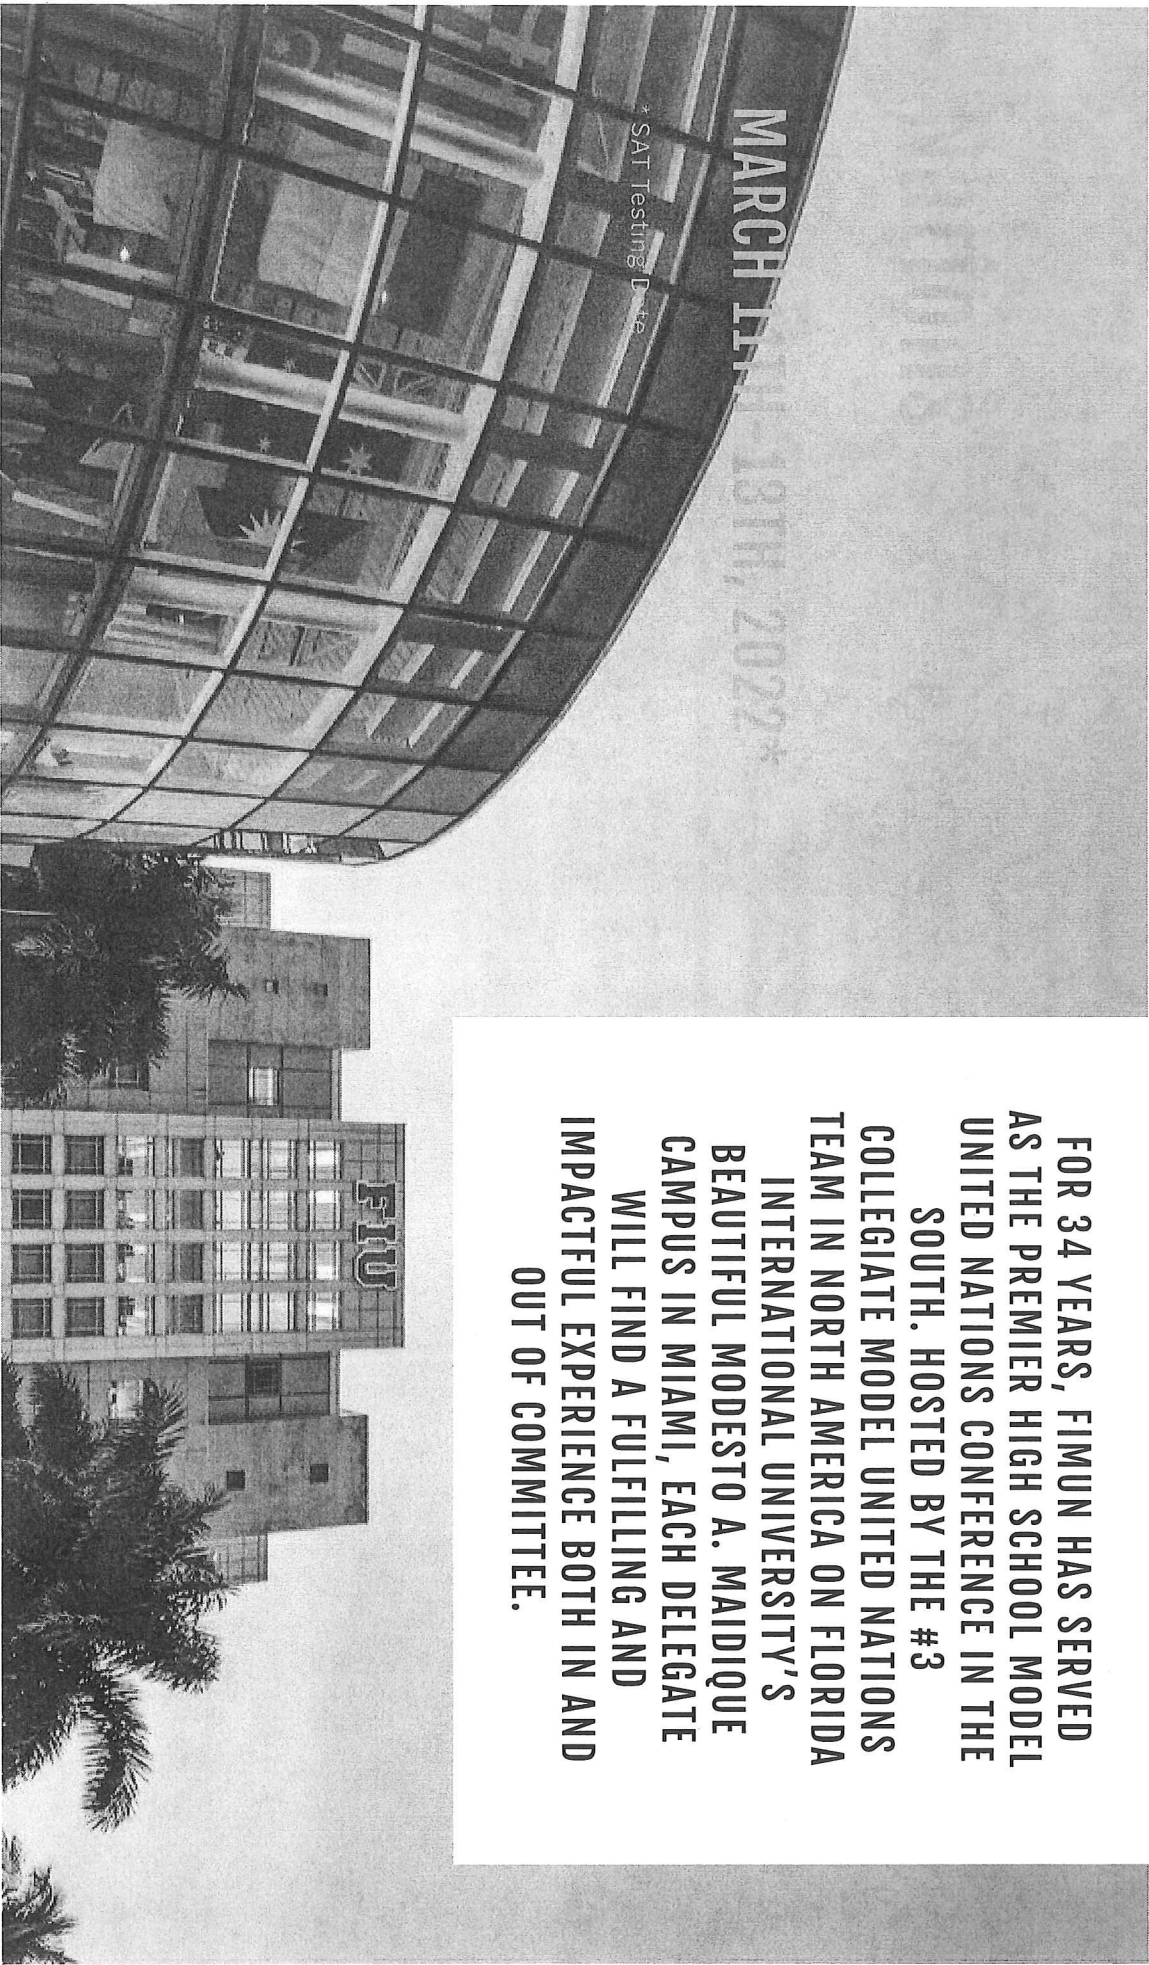 MARCH 11TH-13TH, 2022*
* SAT Testing Date
FOR 34 YEARS, FIMUN HAS SERVED
AS THE PREMIER HIGH SCHOOL MODEL
UNITED NATIONS CONFERENCE IN THE
SOUTH. HOSTED BY THE #3
COLLEGIATE MODEL UNITED NATIONS
TEAM IN NORTH AMERICA ON FLORIDA
INTERNATIONAL UNIVERSITY'S
BEAUTIFUL MODESTO A. MAIDIQUE
CAMPUS IN MIAMI, EACH DELEGATE
WILL FIND A FULFILLING AND
IMPACTFUL EXPERIENCE BOTH IN AND
OUT OF COMMITTEE.
FIU